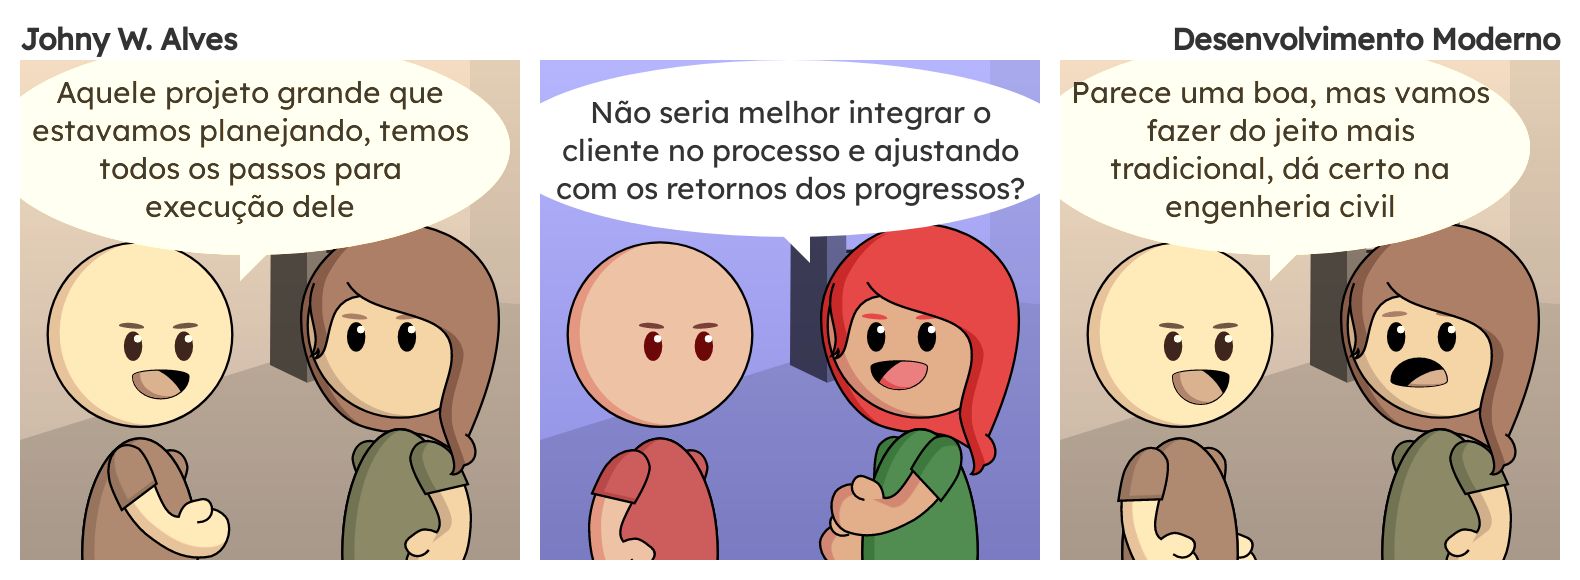 Johny W. Alves
Desenvolvimento Moderno
Aquele projeto grande que
estavamos planejando, temos
todos os passos para
execução dele
Não seria melhor integrar o
cliente no processo e ajustando
com os retornos dos progressos?
Parece uma boa, mas vamos
fazer do jeito mais
tradicional, dá certo na
engenheria civil